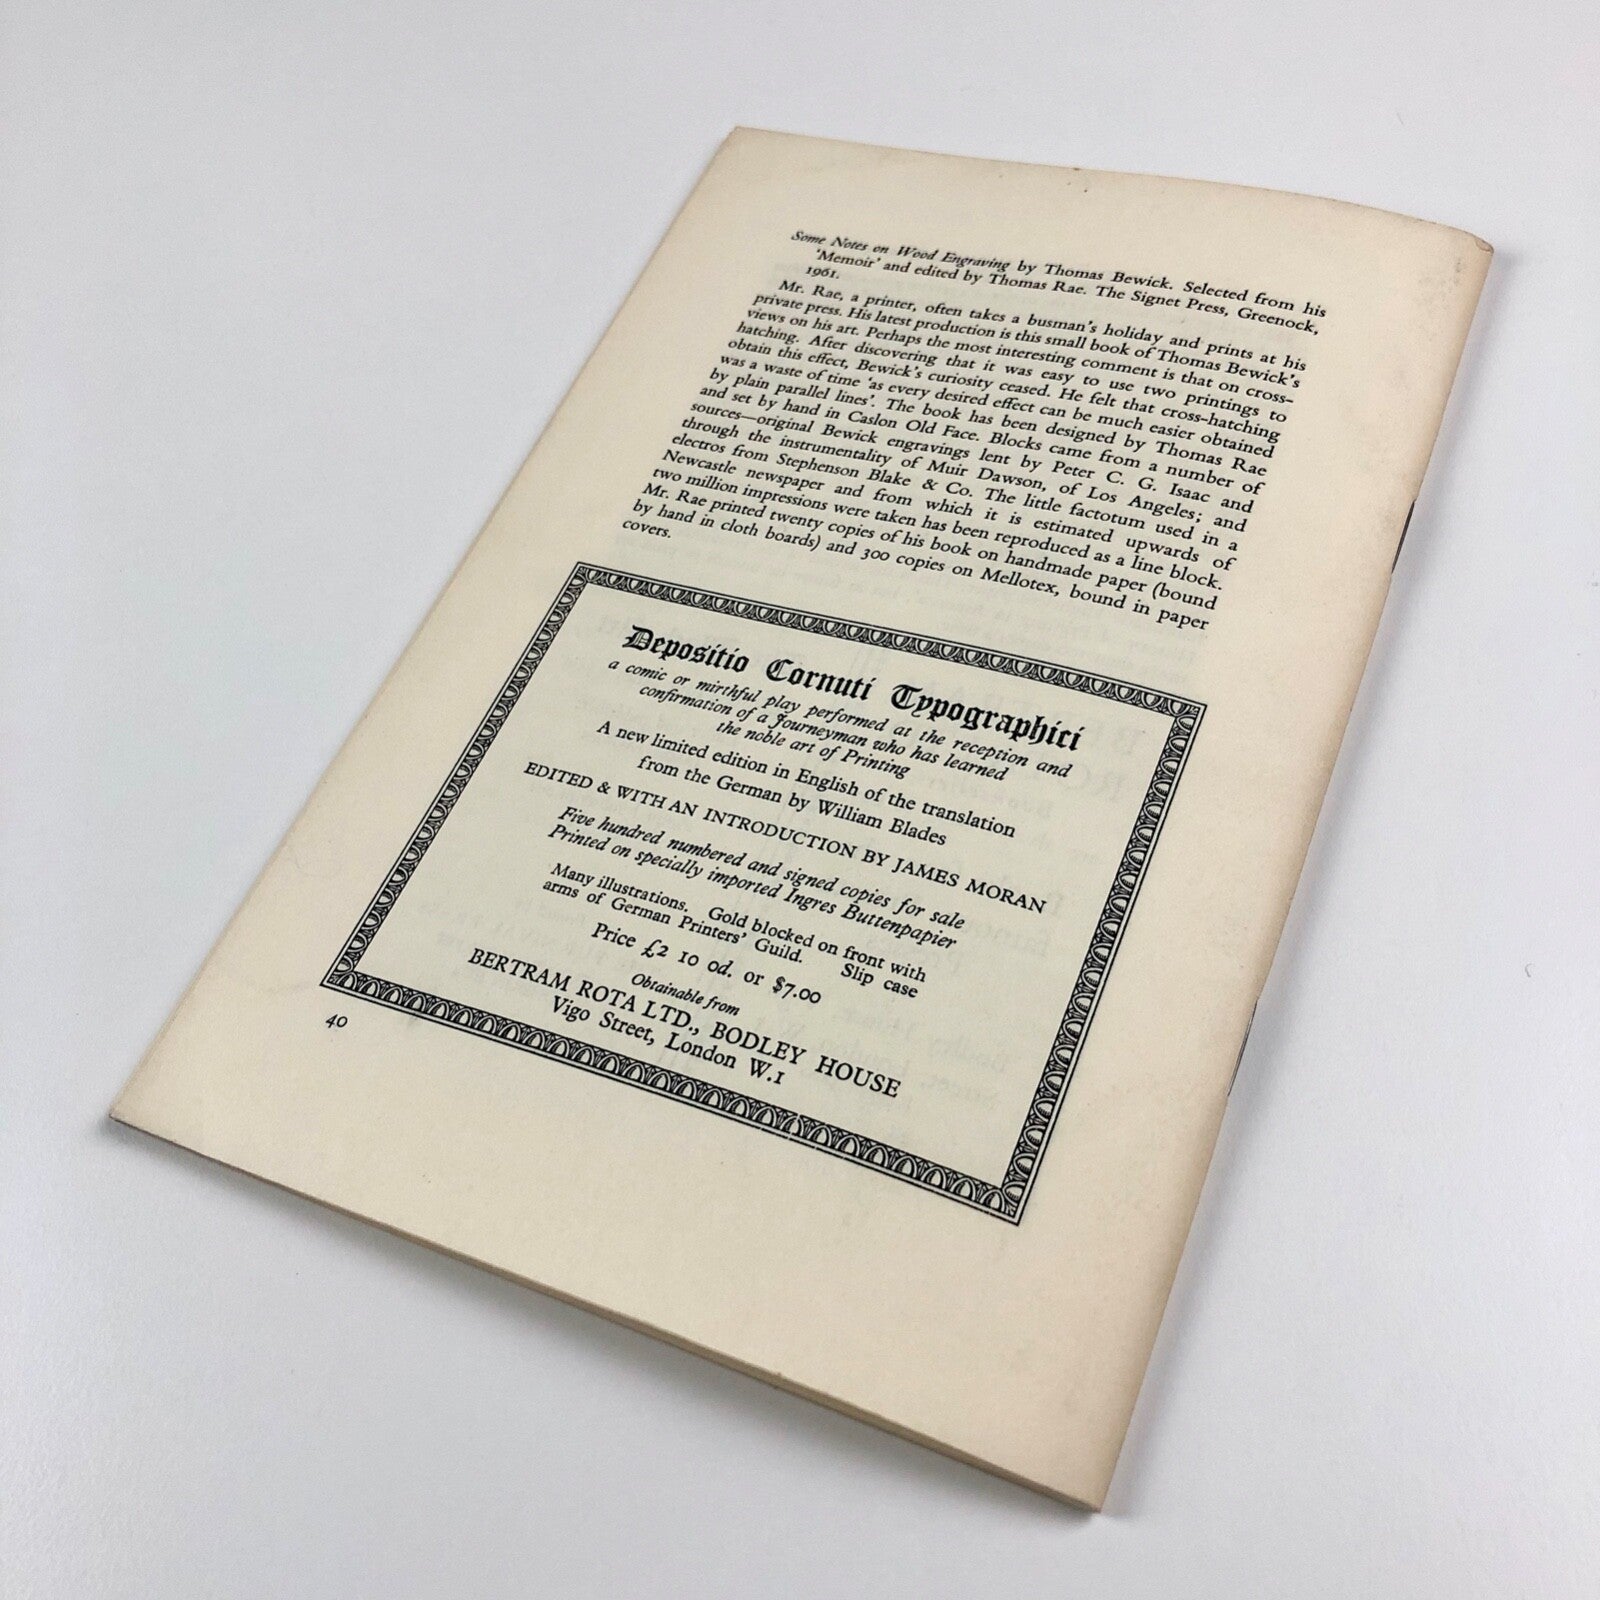 Some Notes on Wood Engraving by Thomas Bewick. Selected from his
'Memoir' and edited by Thomas Rae. The Signet Press, Greenock,
1961.
Mr. Rae, a printer, often takes a busman's holiday and prints at his
private press. His latest production is this small book of Thomas Bewick's
views on his art. Perhaps the most interesting comment is that on cross-
hatching. After discovering that it was easy to use two printings to
obtain this effect, Bewick's curiosity ceased. He felt that cross-hatching
was a waste of time 'as every desired effect can be much easier obtained
by plain parallel lines'. The book has been designed by Thomas Rae
and set by hand in Caslon Old Face. Blocks came from a number of
sources—original Bewick engravings lent by Peter C. G. Isaac and
through the instrumentality of Muir Dawson, of Los Angeles; and
electros from Stephenson Blake & Co. The little factotum used in a
Newcastle newspaper and from which it is estimated upwards of
two million impressions were taken has been reproduced as a line block.
Mr. Rae printed twenty copies of his book on handmade paper (bound
by hand in cloth boards) and 300 copies on Mellotex, bound in paper
covers.
Depositio Cornuti Typographici
a comic or mirthful play performed at the reception and
confirmation of a Journeyman who has learned
the noble art of Printing
A new limited edition in English of the translation
from the German by William Blades
EDITED & WITH AN INTRODUCTION BY JAMES MORAN
Five hundred numbered and signed copies for sale
Printed on specially imported Ingres Buttenpapier
Many illustrations. Gold blocked on front with
arms of German Printers' Guild. Slip case
Price £2 10 0d. or $7.00
Obtainable from
BERTRAM ROTA LTD., BODLEY HOUSE
Vigo Street, London W.1
40